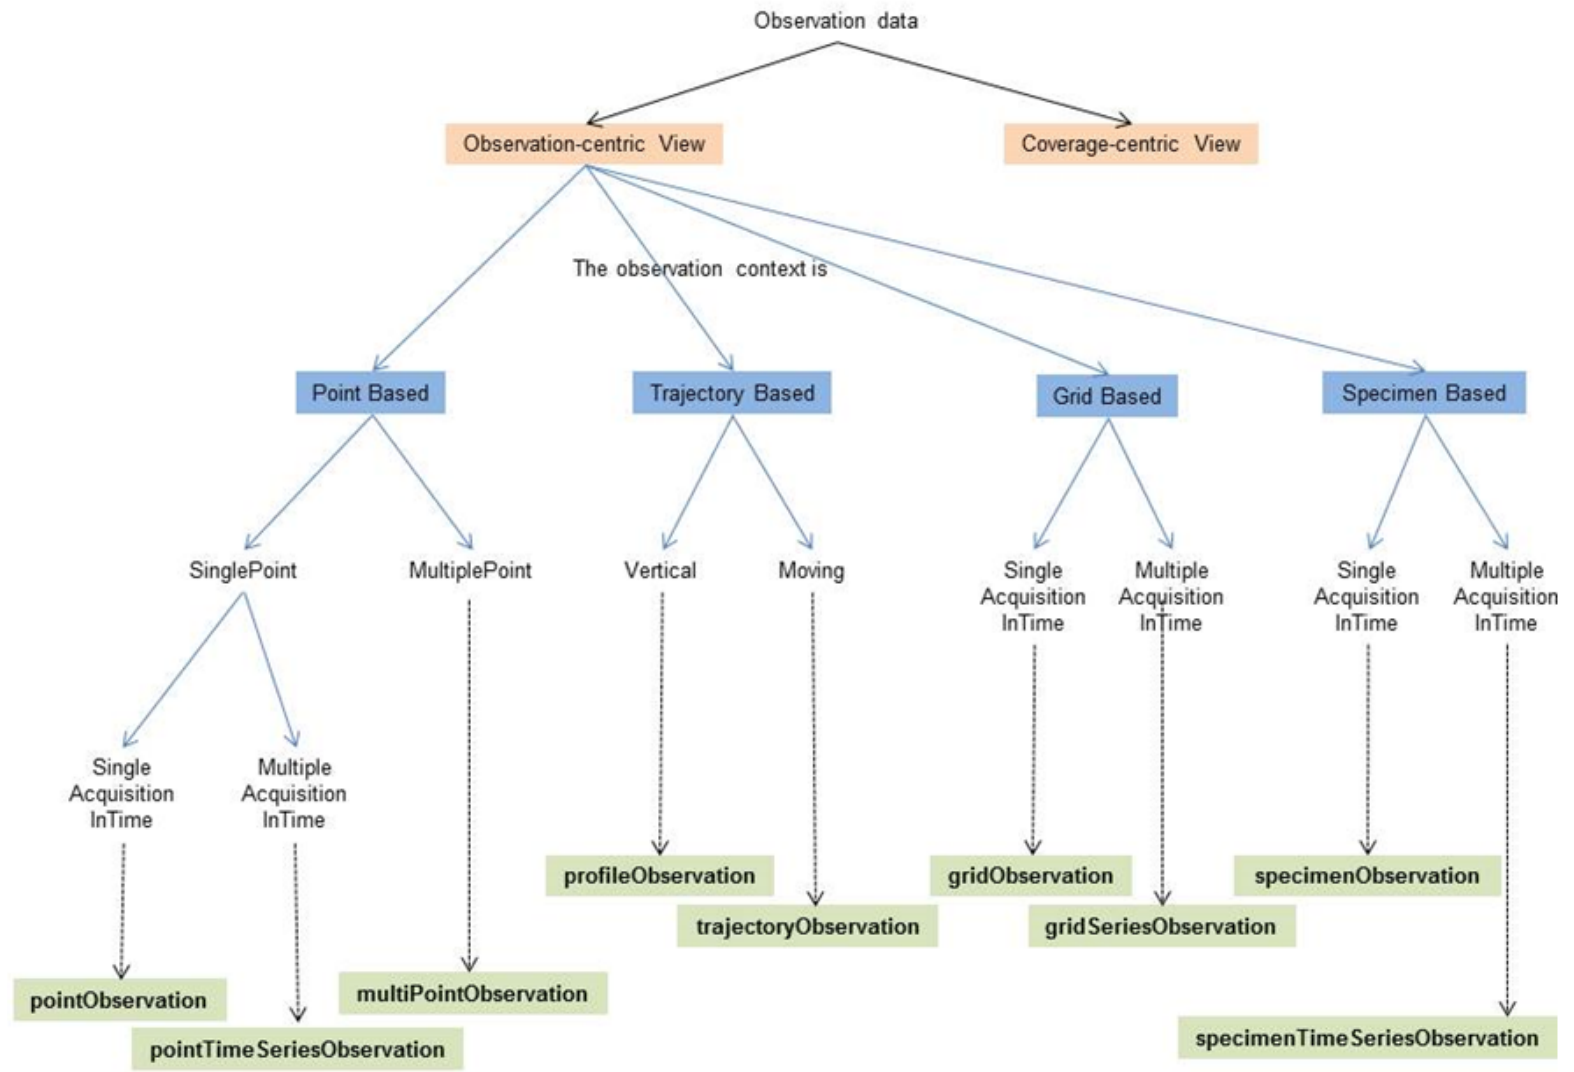 Observation data
Observation-centric View
Coverage-centric View
The observation context is
Point Based
Trajectory Based
Grid Based
Specimen Based
SinglePoint
MultiplePoint
Vertical
Moving
Single
Acquisition
InTime
Multiple
Acquisition
InTime
Single
Acquisition
InTime
Multiple
Acquisition
InTime
Single
Acquisition
InTime
Multiple
Acquisition
InTime
profileObservation
gridObservation
specimenObservation
trajectoryObservation
gridSeriesObservation
pointObservation
multiPointObservation
pointTimeSeriesObservation
specimenTimeSeriesObservation